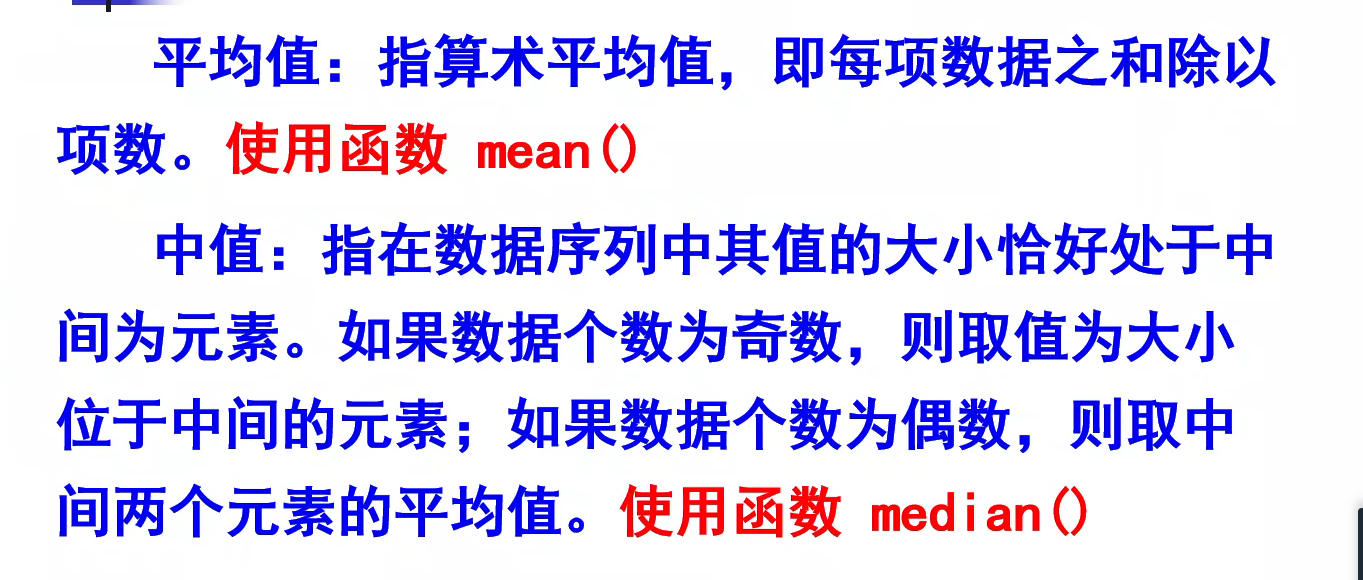 平均值：指算术平均值，即每项数据之和除以
项数。使用函数 mean()
中值：指在数据序列中其值的大小恰好处于中
间为元素。如果数据个数为奇数，则取值为大小
位于中间的元素；如果数据个数为偶数，则取中
间两个元素的平均值。使用函数 median()